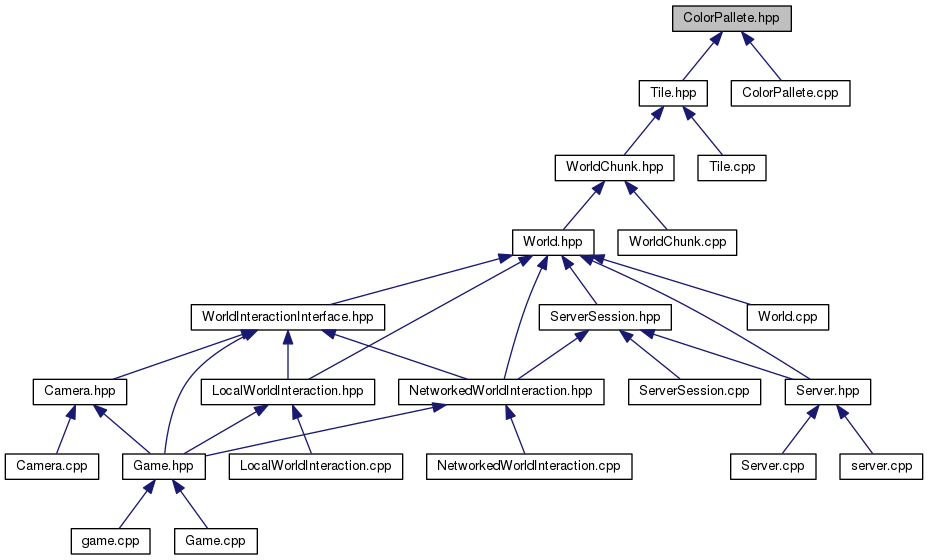 ColorPallete.hpp
Tile.hpp
ColorPallete.cpp
WorldChunk.hpp
Tile.cpp
World.hpp
WorldChunk.cpp
WorldInteractionInterface.hpp
ServerSession.hpp
World.cpp
Camera.hpp
LocalWorldInteraction.hpp
NetworkedWorldInteraction.hpp
ServerSession.cpp
Server.hpp
Camera.cpp
Game.hpp
LocalWorldInteraction.cpp
NetworkedWorldInteraction.cpp
Server.cpp
server.cpp
game.cpp
Game.cpp